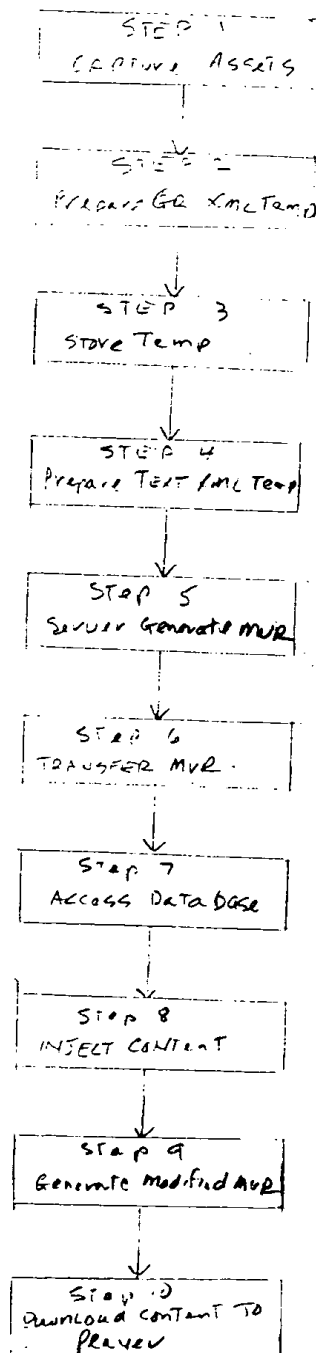 STEP 1
CAPTURE ASSETS
STEP 2
Prepare GR XML Temp
STEP 3
Store Temp
STEP 4
Prepare TEXT XML Temp
Step 5
Server Generate MVR
Step 6
TRANSFER MVR.
Step 7
Access DataBase
Step 8
INJECT CONTenT
Step 9
Generate Modified MVR
Step 10
Download content To
Player